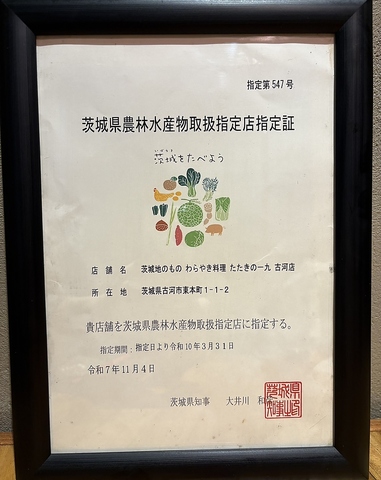 指定第547号
茨城県農林水産物取扱指定店指定証
いばらき
茨城をたべよう
店舗名 茨城地のもの わらやき料理 たたきの一九 古河店
所在地 茨城県古河市東本町1-1-2
貴店舗を茨城県農林水産物取扱指定店に指定する。
指定期間:指定日より令和10年3月31日
令和7年11月4日
茨城県知事 大井川 和